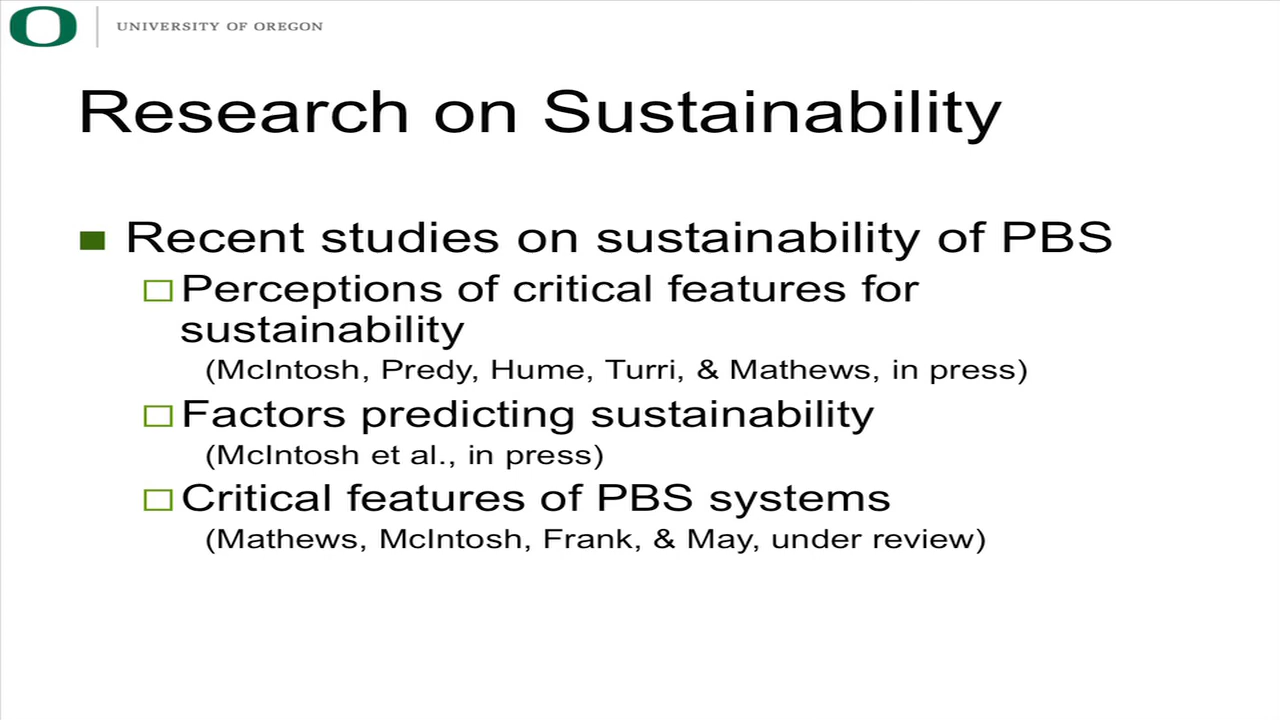 UNIVERSITY OF OREGON
Research on Sustainability
Recent studies on sustainability of PBS
Perceptions of critical features for
sustainability
(McIntosh, Predy, Hume, Turri, & Mathews, in press)
Factors predicting sustainability
(McIntosh et al., in press)
Critical features of PBS systems
(Mathews, McIntosh, Frank, & May, under review)